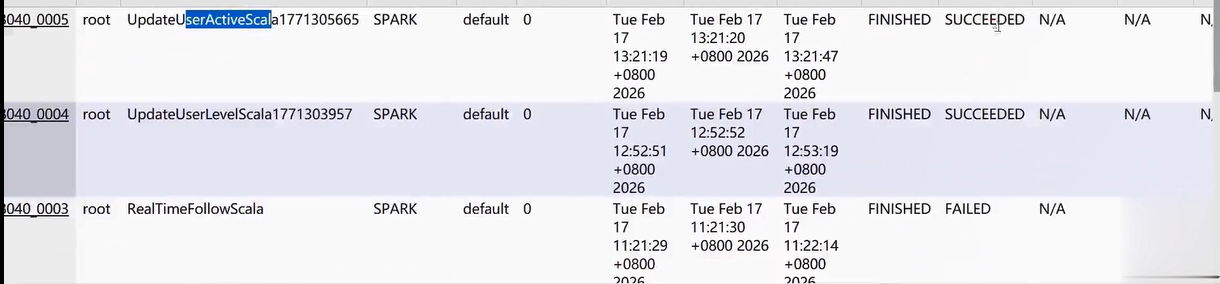 3040_0005 root UpdateUserActiveScala1771305665 SPARK default 0 Tue Feb Tue Feb 17 Tue Feb FINISHED SUCCEEDED N/A N/A N/
17 13:21:20 17
13:21:19 +0800 2026 13:21:47
+0800 +0800
2026 2026
3040_0004 root UpdateUserLevelScala1771303957 SPARK default 0 Tue Feb Tue Feb 17 Tue Feb FINISHED SUCCEEDED N/A N/A N/
17 12:52:52 17
12:52:51 +0800 2026 12:53:19
+0800 +0800
2026 2026
3040_0003 root RealTimeFollowScala SPARK default 0 Tue Feb Tue Feb 17 Tue Feb FINISHED FAILED N/A
17 11:21:30 17
11:21:29 +0800 2026 11:22:14
+0800 +0800
2026 2026